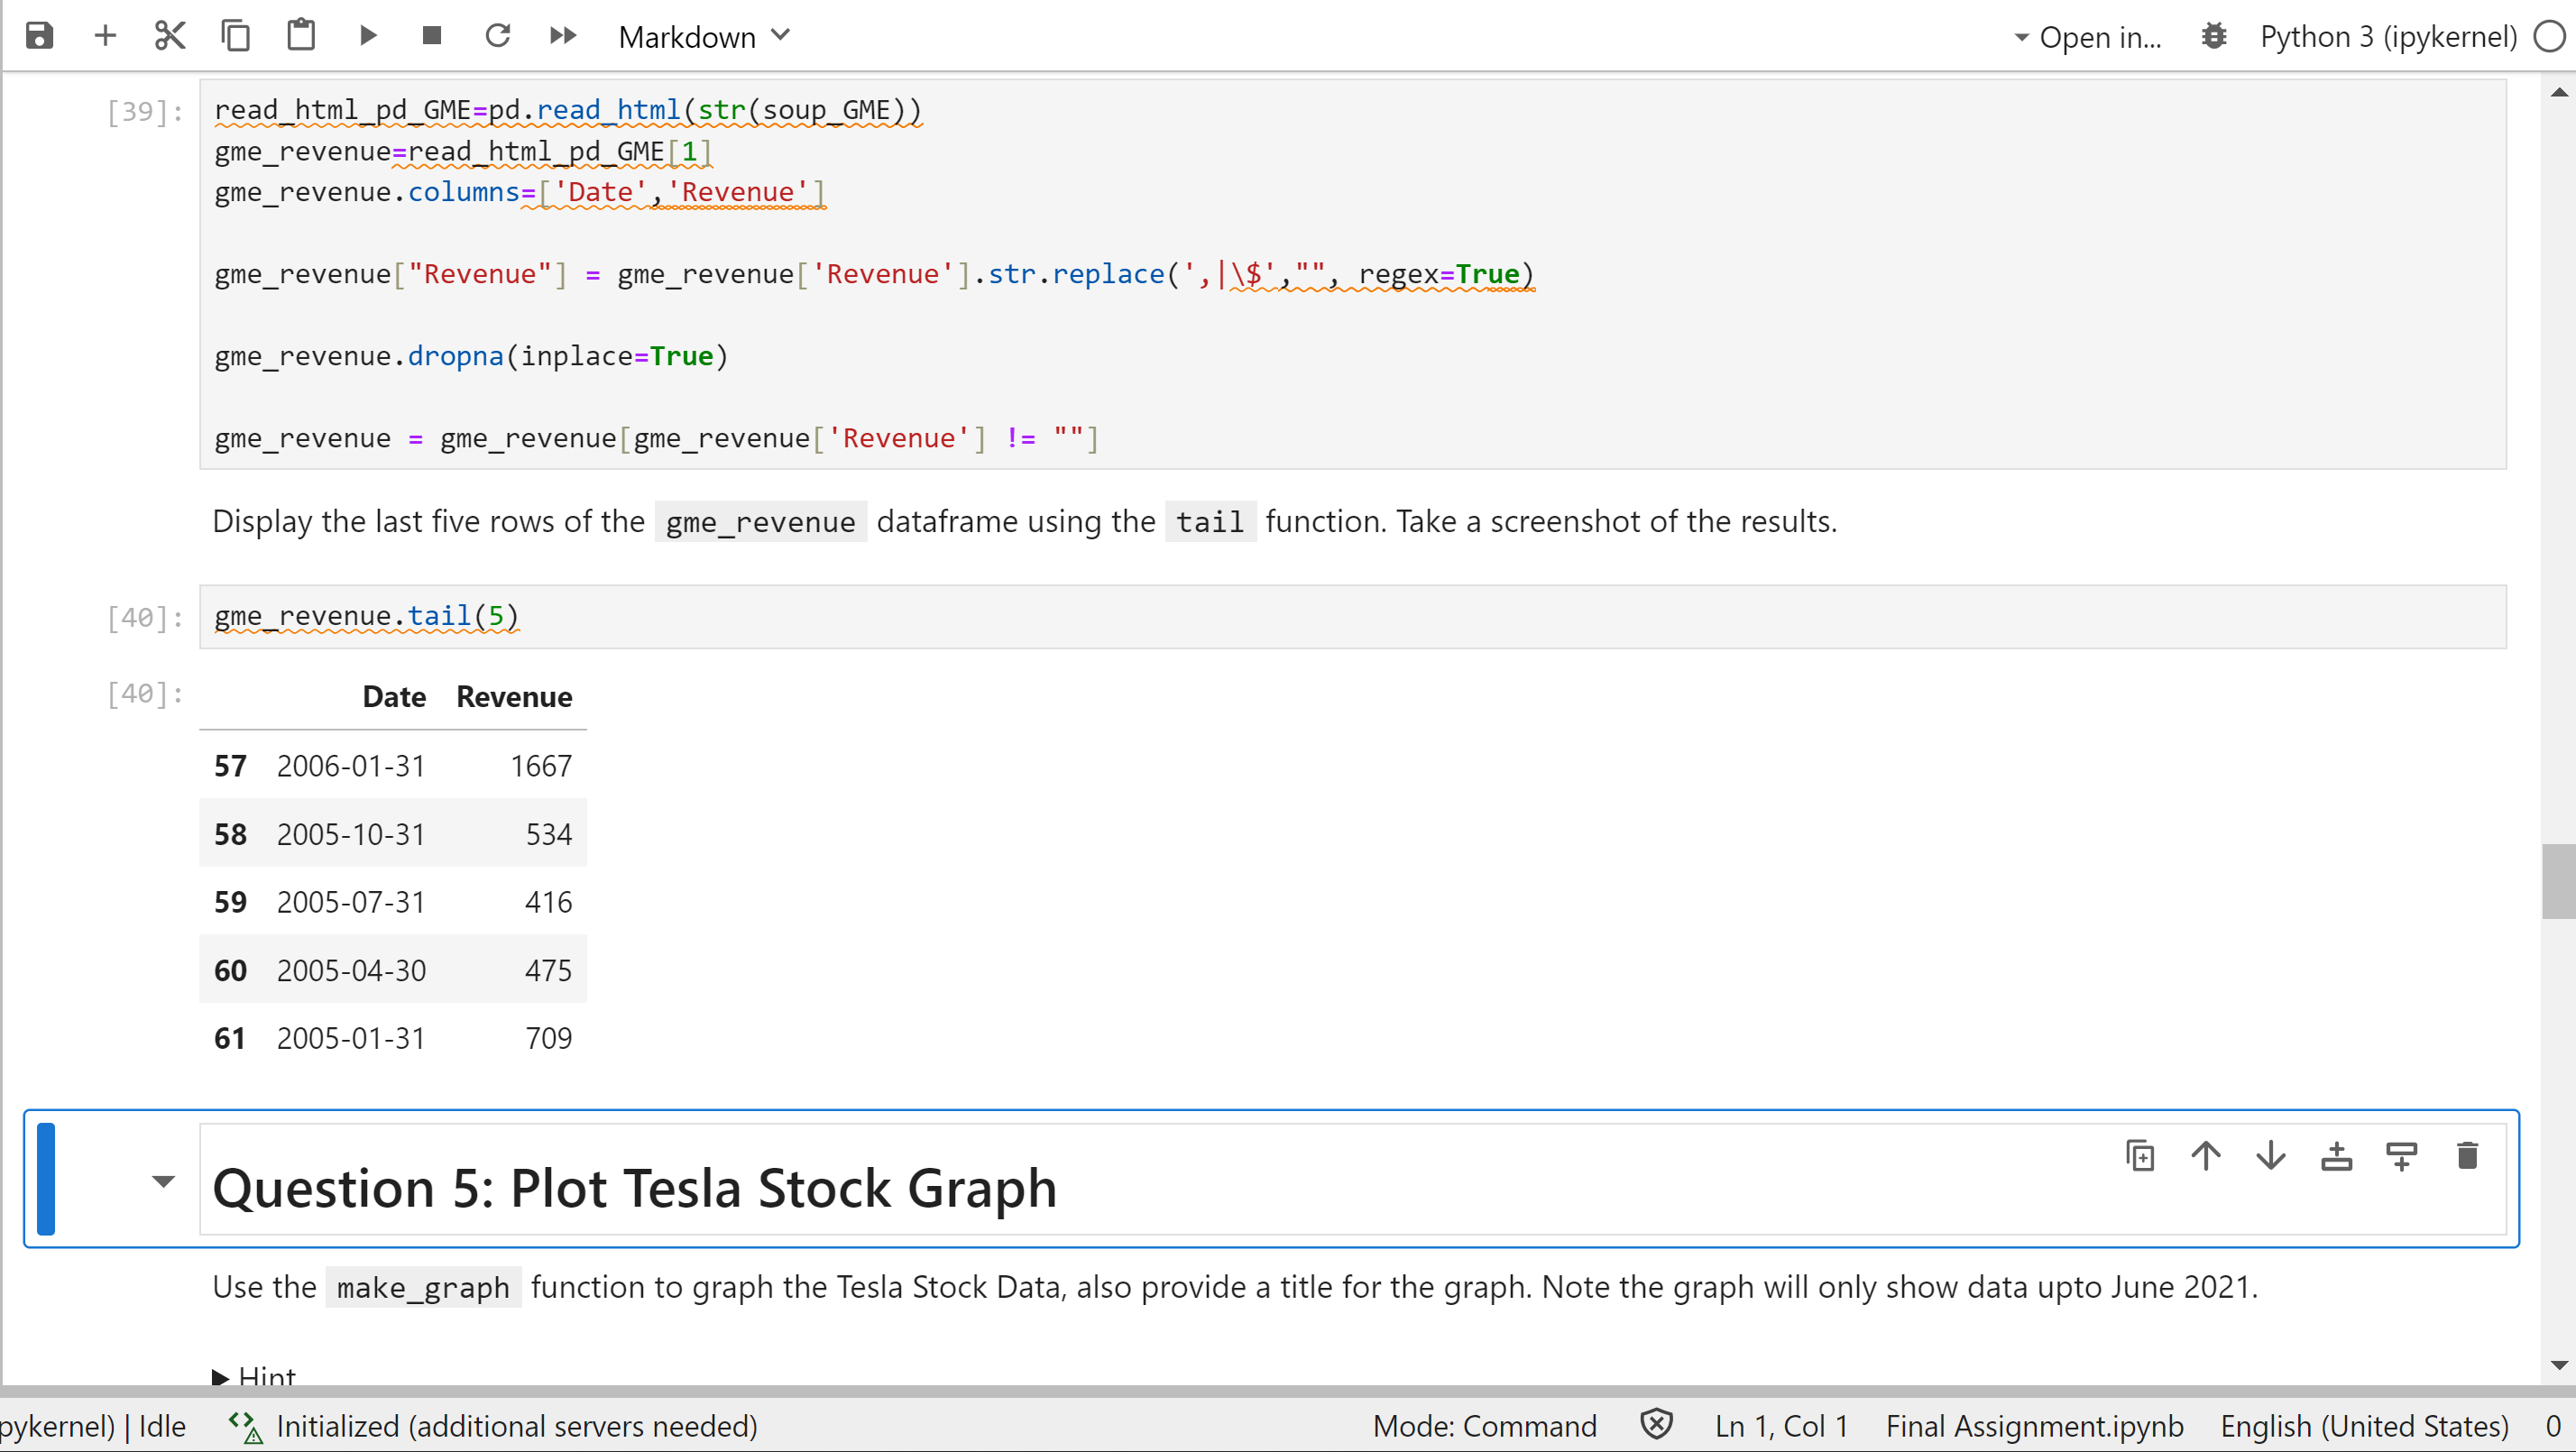 Markdown
Open in...
Python 3 (ipykernel)
[39]:
read_html_pd_GME=pd.read_html(str(soup_GME))
gme_revenue=read_html_pd_GME[1]
gme_revenue.columns=['Date','Revenue']
gme_revenue["Revenue"] = gme_revenue['Revenue'].str.replace(',|\$',"", regex=True)
gme_revenue.dropna(inplace=True)
gme_revenue = gme_revenue[gme_revenue['Revenue'] != ""]
Display the last five rows of the gme_revenue dataframe using the tail function. Take a screenshot of the results.
[40]:
gme_revenue.tail(5)
[40]:
Date Revenue
57 2006-01-31 1667
58 2005-10-31 534
59 2005-07-31 416
60 2005-04-30 475
61 2005-01-31 709
Question 5: Plot Tesla Stock Graph
Use the make_graph function to graph the Tesla Stock Data, also provide a title for the graph. Note the graph will only show data upto June 2021.
Hint
pykernel) | Idle
Initialized (additional servers needed)
Mode: Command
Ln 1, Col 1
Final Assignment.ipynb
English (United States)
0